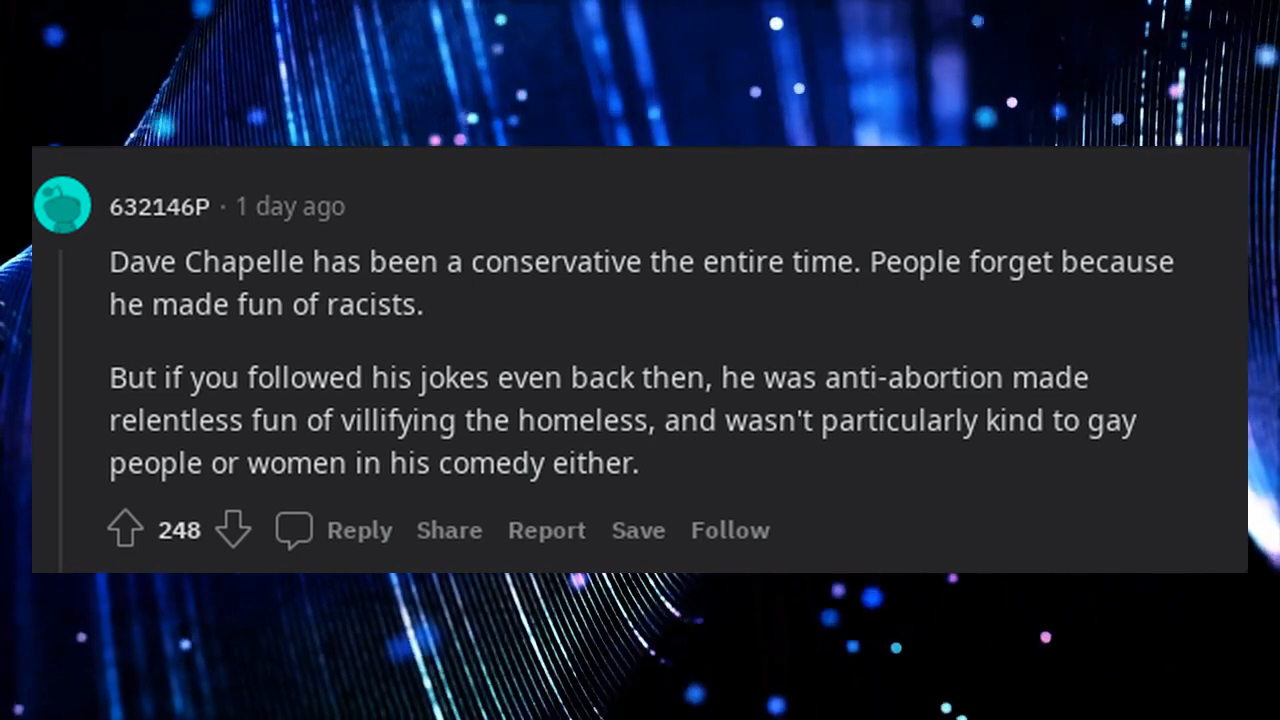 632146P · 1 day ago
Dave Chapelle has been a conservative the entire time. People forget because
he made fun of racists.
But if you followed his jokes even back then, he was anti-abortion made
relentless fun of villifying the homeless, and wasn't particularly kind to gay
people or women in his comedy either.
248 Reply Share Report Save Follow